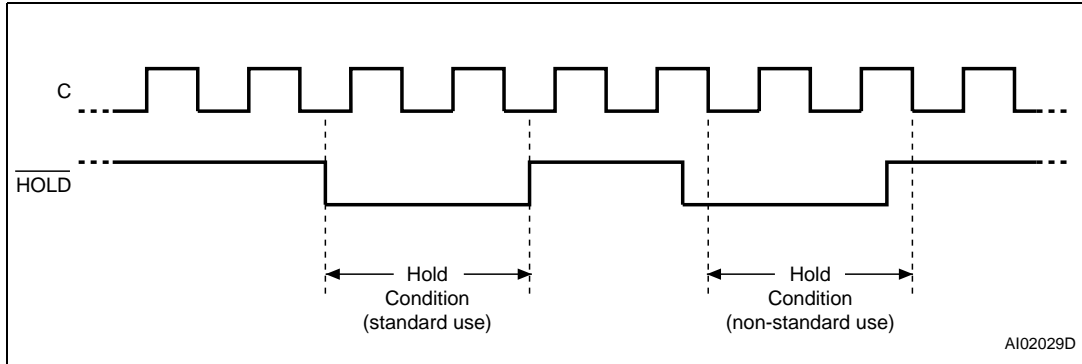 C
HOLD
Hold
Condition
(standard use)
Hold
Condition
(non-standard use)
AI02029D